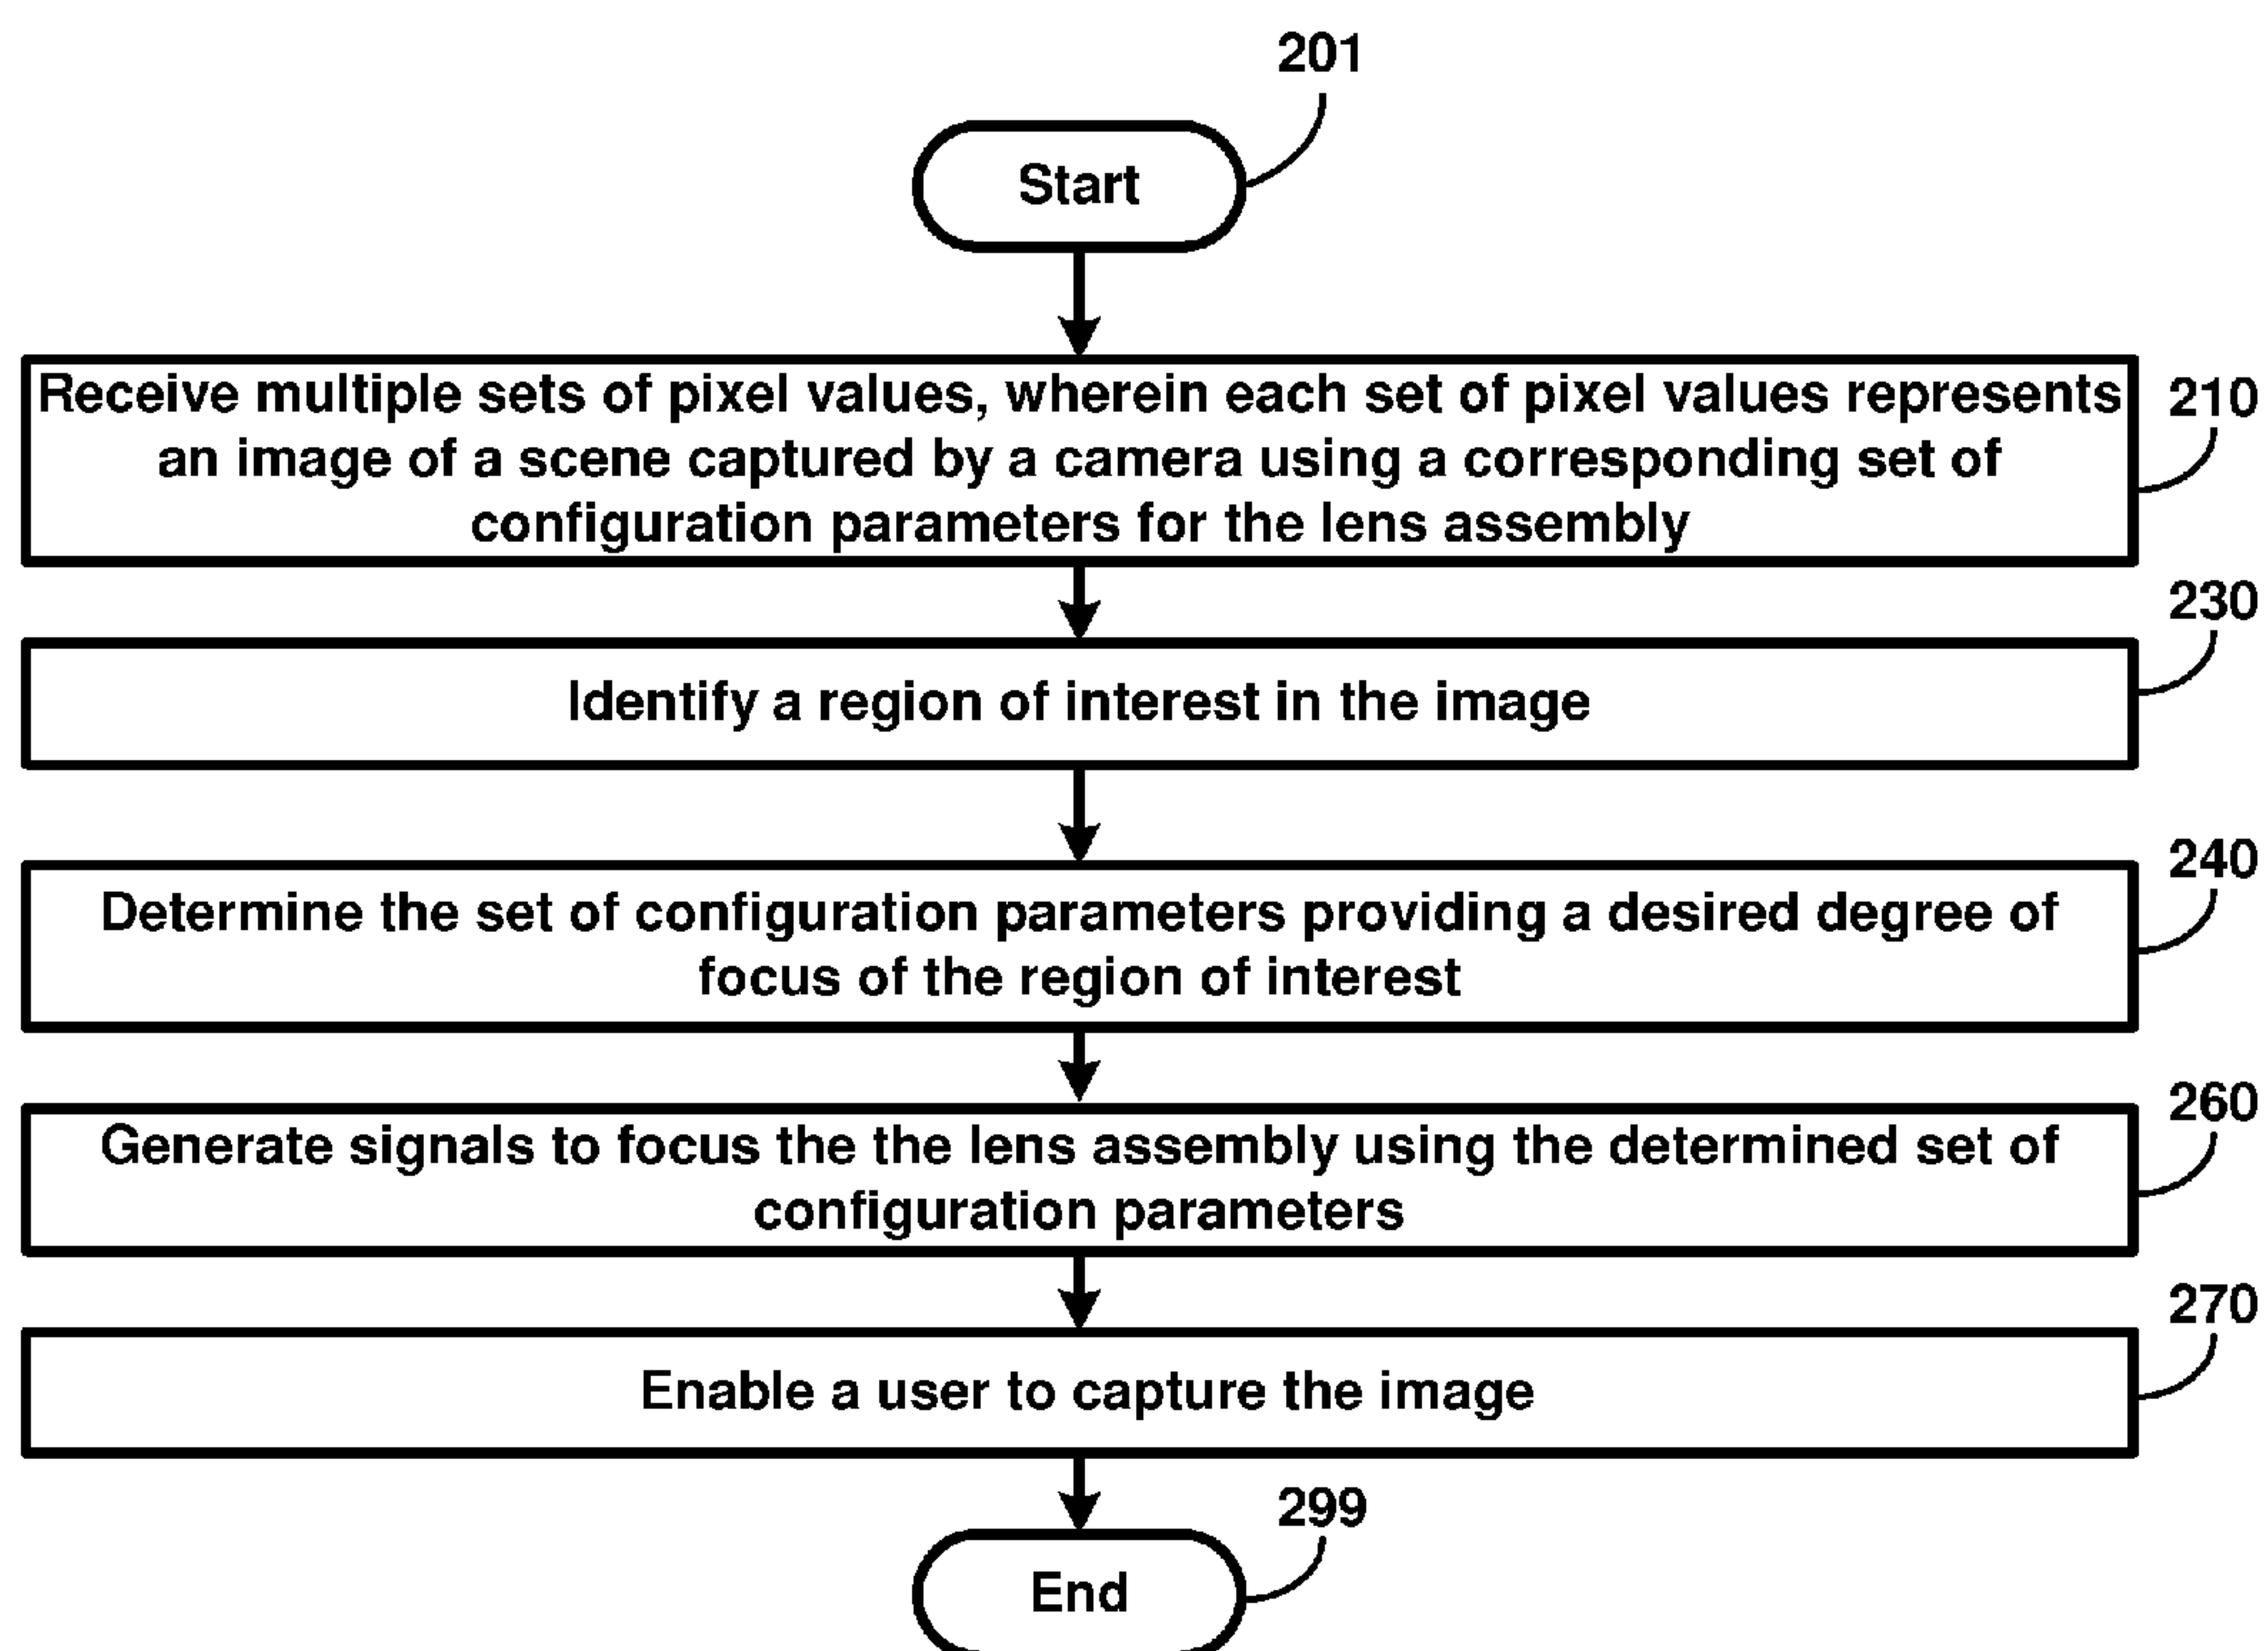 201
Start
Receive multiple sets of pixel values, wherein each set of pixel values represents
an image of a scene captured by a camera using a corresponding set of
configuration parameters for the lens assembly
210
230
Identify a region of interest in the image
240
Determine the set of configuration parameters providing a desired degree of
focus of the region of interest
260
Generate signals to focus the the lens assembly using the determined set of
configuration parameters
270
Enable a user to capture the image
299
End